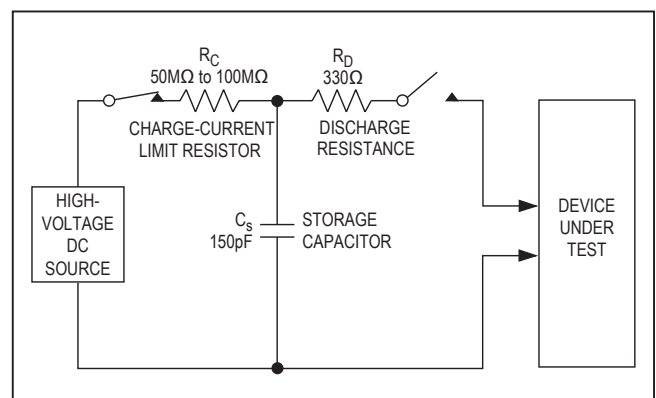 R_C
50MΩ to 100MΩ
CHARGE-CURRENT
LIMIT RESISTOR
R_D
330Ω
DISCHARGE
RESISTANCE
HIGH-
VOLTAGE
DC
SOURCE
C_s
150pF
STORAGE
CAPACITOR
DEVICE
UNDER
TEST